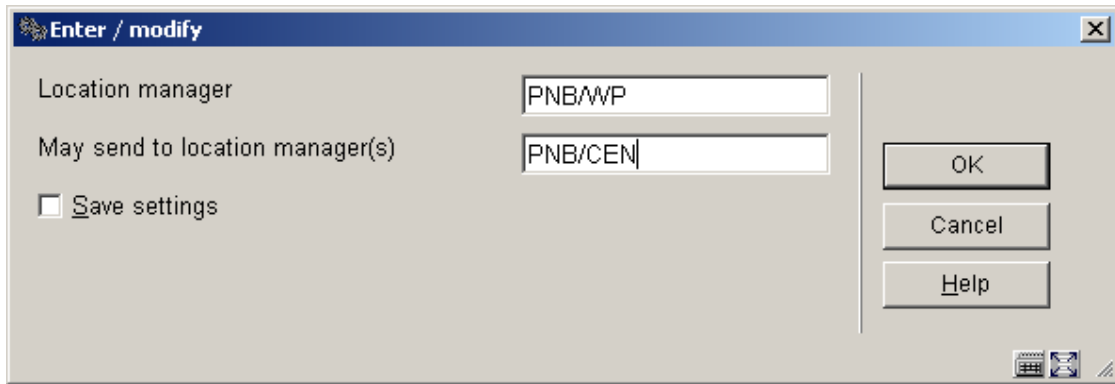 Enter / modify
Location manager
PNB/WP
May send to location manager(s)
PNB/CEN
Save settings
OK
Cancel
Help